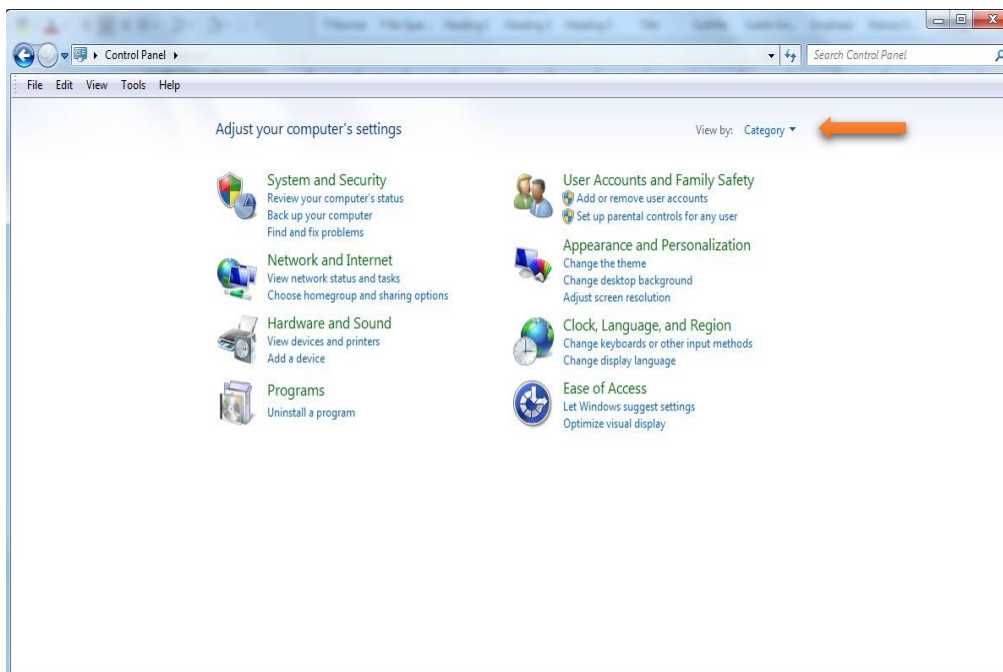 Control Panel
Search Control Panel
File Edit View Tools Help
Adjust your computer's settings
View by: Category
System and Security
Review your computer's status
Back up your computer
Find and fix problems
Network and Internet
View network status and tasks
Choose homegroup and sharing options
Hardware and Sound
View devices and printers
Add a device
Programs
Uninstall a program
User Accounts and Family Safety
Add or remove user accounts
Set up parental controls for any user
Appearance and Personalization
Change the theme
Change desktop background
Adjust screen resolution
Clock, Language, and Region
Change keyboards or other input methods
Change display language
Ease of Access
Let Windows suggest settings
Optimize visual display